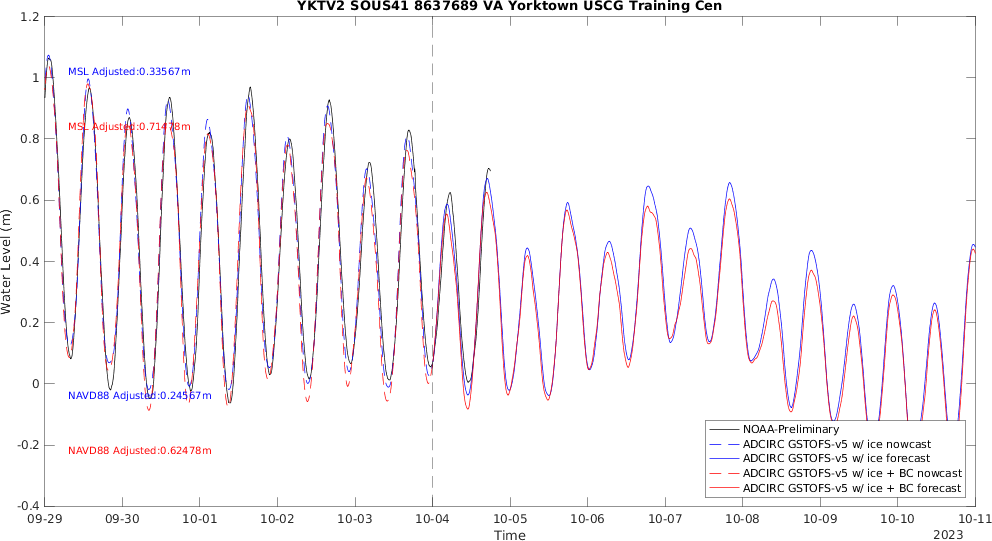 YKTV2 SOUS41 8637689 VA Yorktown USCG Training Cen
Water Level (m)
1.2
1
0.8
0.6
0.4
0.2
0
-0.2
-0.4
MSL Adjusted:0.33567m
MSL Adjusted:0.71478m
NAVD88 Adjusted:0.24567m
NAVD88 Adjusted:0.62478m
NOAA-Preliminary
ADCIRC GSTOFS-v5 w/ ice nowcast
ADCIRC GSTOFS-v5 w/ ice forecast
ADCIRC GSTOFS-v5 w/ ice + BC nowcast
ADCIRC GSTOFS-v5 w/ ice + BC forecast
09-29 09-30 10-01 10-02 10-03 10-04 10-05 10-06 10-07 10-08 10-09 10-10 10-11
Time
2023